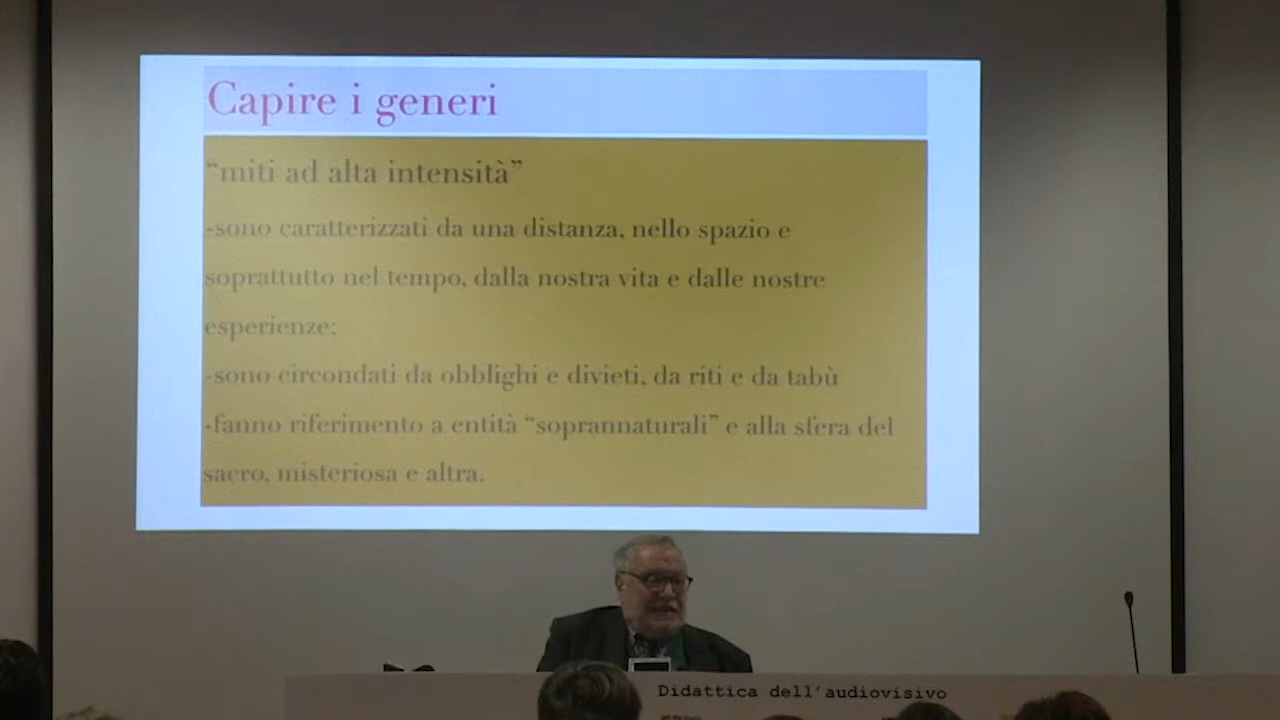 Capire i generi
“miti ad alta intensità”
-sono caratterizzati da una distanza, nello spazio e
soprattutto nel tempo, dalla nostra vita e dalle nostre
esperienze;
-sono circondati da obblighi e divieti, da riti e da tabù
-fanno riferimento a entità “soprannaturali” e alla sfera del
sacro, misteriosa e altra.
Didattica dell'audiovisivo